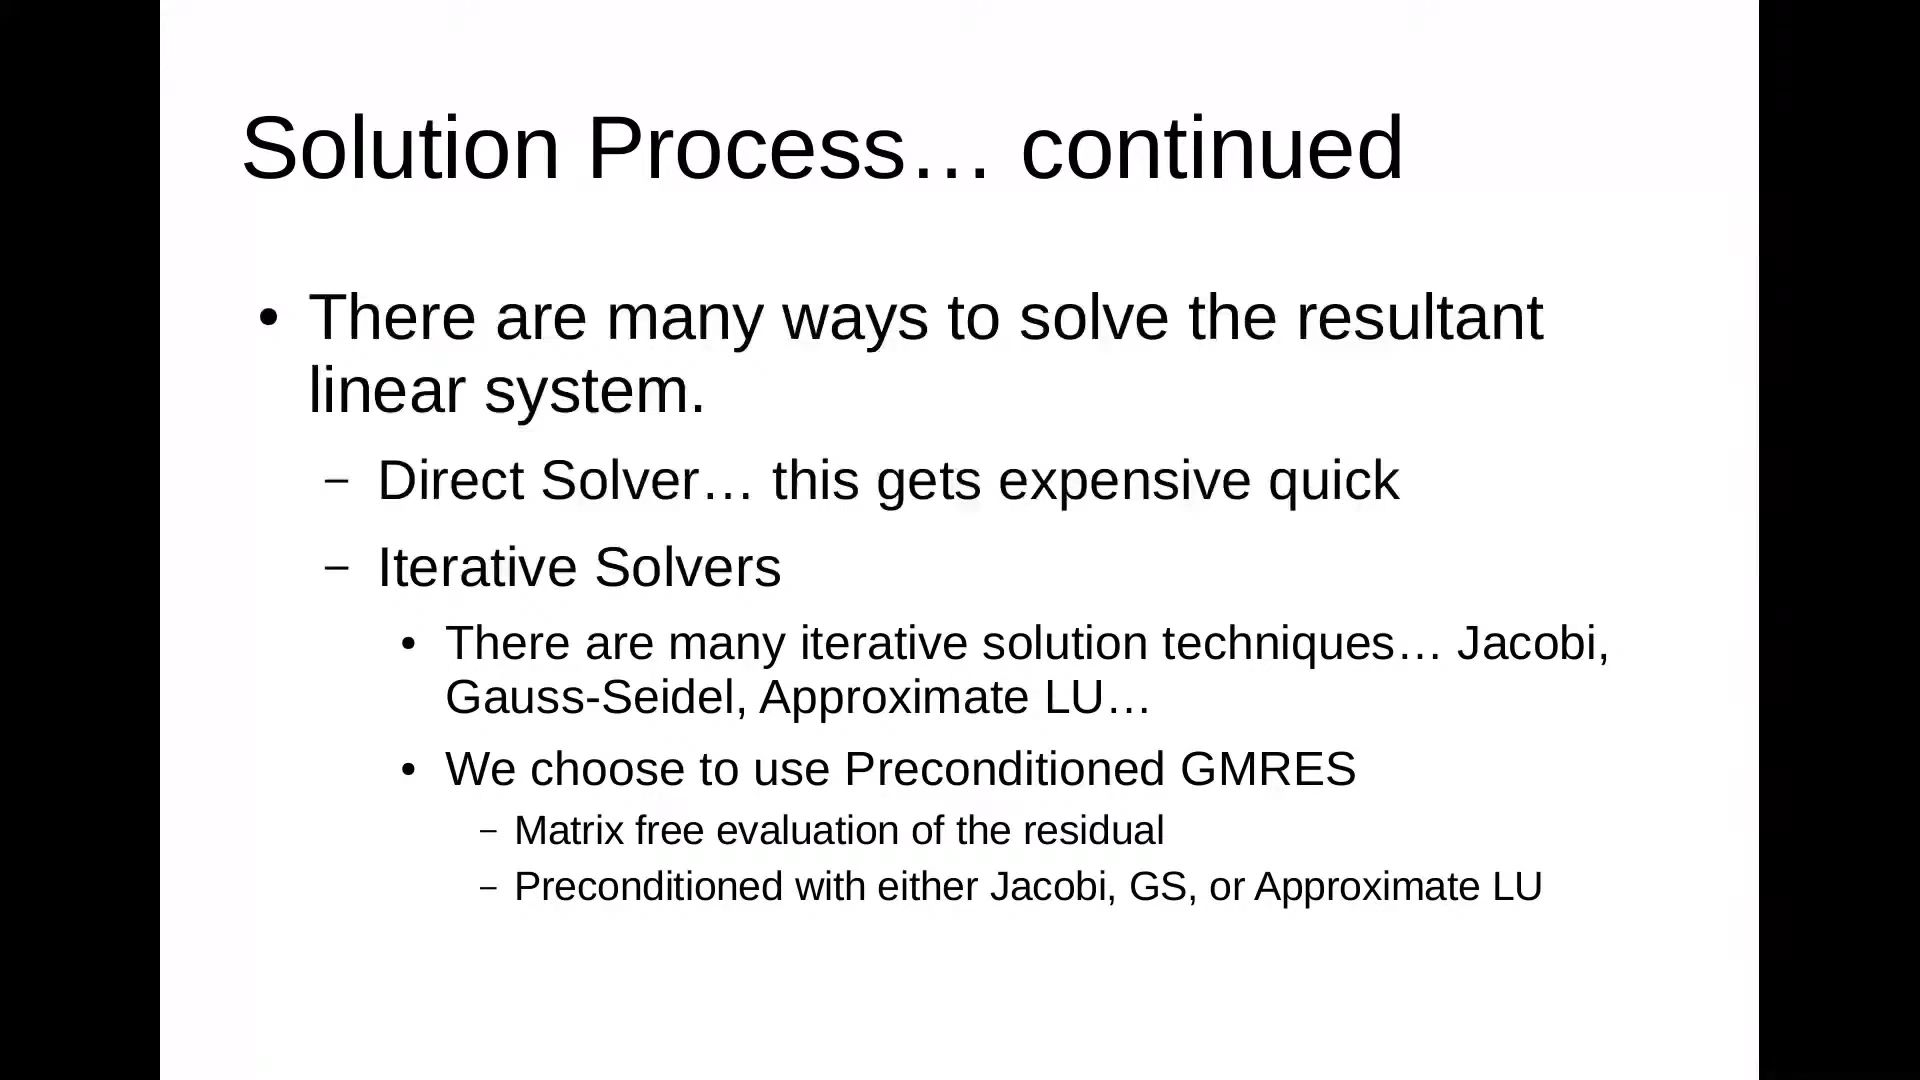 Solution Process… continued
• There are many ways to solve the resultant
linear system.
– Direct Solver… this gets expensive quick
– Iterative Solvers
• There are many iterative solution techniques… Jacobi,
Gauss-Seidel, Approximate LU…
• We choose to use Preconditioned GMRES
– Matrix free evaluation of the residual
– Preconditioned with either Jacobi, GS, or Approximate LU